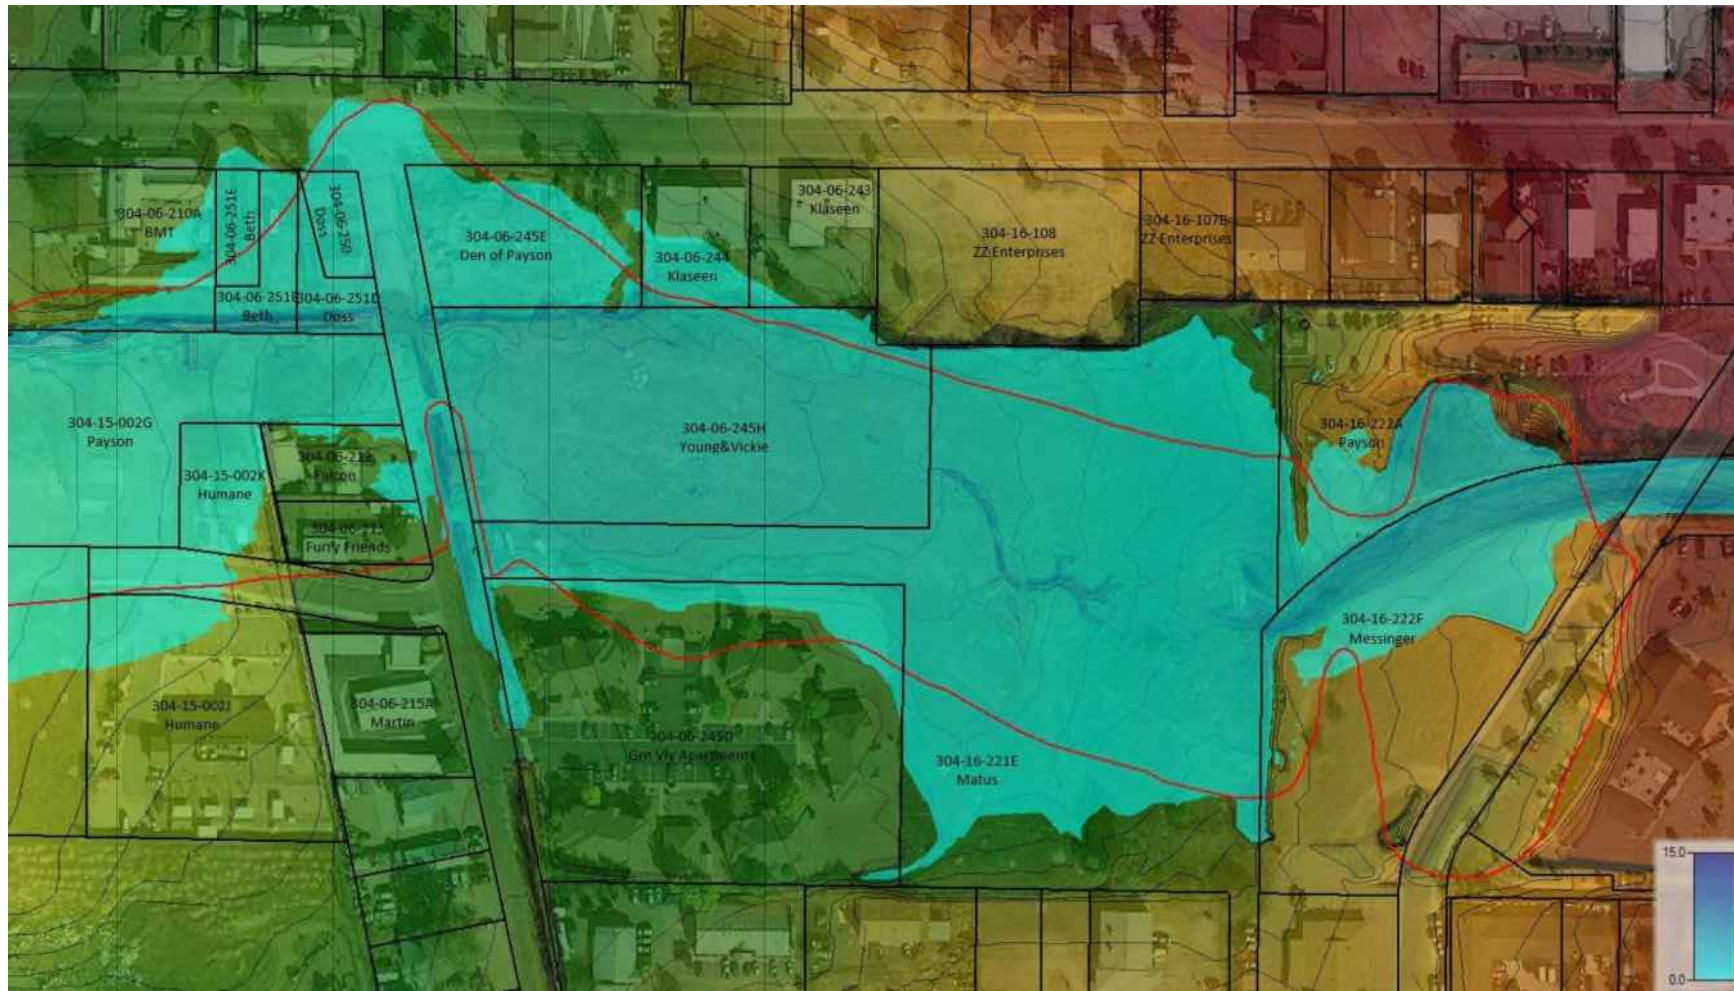 304-06-210A
BMT
304-06-251E
Beth
304-06-250
Doss
304-06-251E
Beth
304-06-251D
Doss
304-06-245E
Den of Payson
304-06-244
Klaseen
304-06-243
Klaseen
304-16-108
ZZ Enterprises
304-16-107B
ZZ Enterprises
304-15-002G
Payson
304-15-002K
Humane
Falcon
Furry Friends
304-06-245H
Young&Vickie
304-16-222A
Payson
304-16-222F
Messinger
304-15-002J
Humane
304-06-215A
Martin
304-06-245D
Grn Vly Apartments
304-16-221E
Matus
15.0
0.0